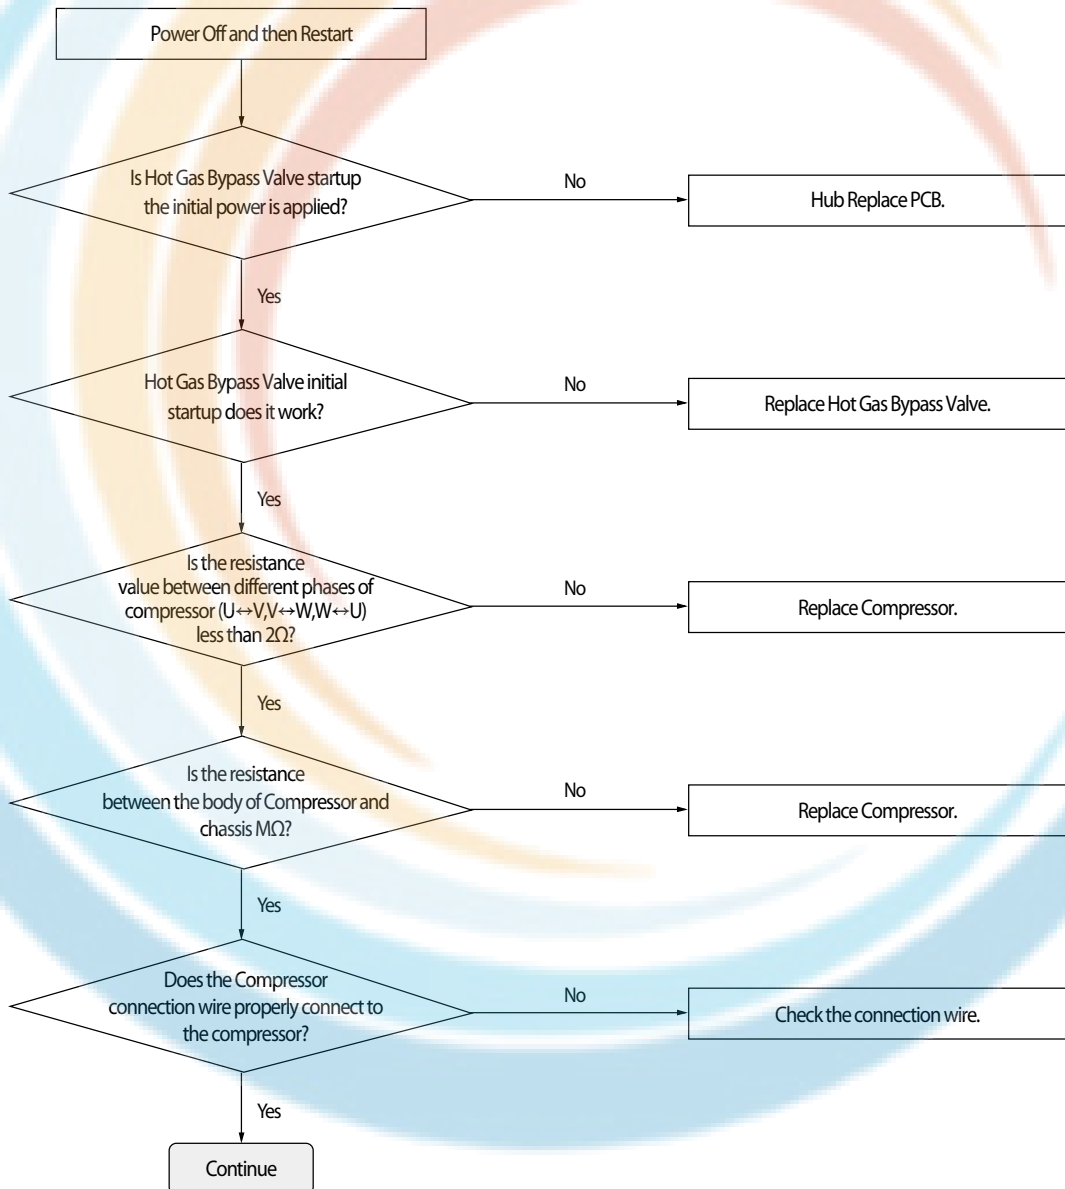 Power Off and then Restart
Is Hot Gas Bypass Valve startup
the initial power is applied?
No
Hub Replace PCB.
Yes
Hot Gas Bypass Valve initial
startup does it work?
No
Replace Hot Gas Bypass Valve.
Yes
Is the resistance
value between different phases of
compressor (U↔V,V↔W,W↔U)
less than 2Ω?
No
Replace Compressor.
Yes
Is the resistance
between the body of Compressor and
chassis MΩ?
No
Replace Compressor.
Yes
Does the Compressor
connection wire properly connect to
the compressor?
No
Check the connection wire.
Yes
Continue